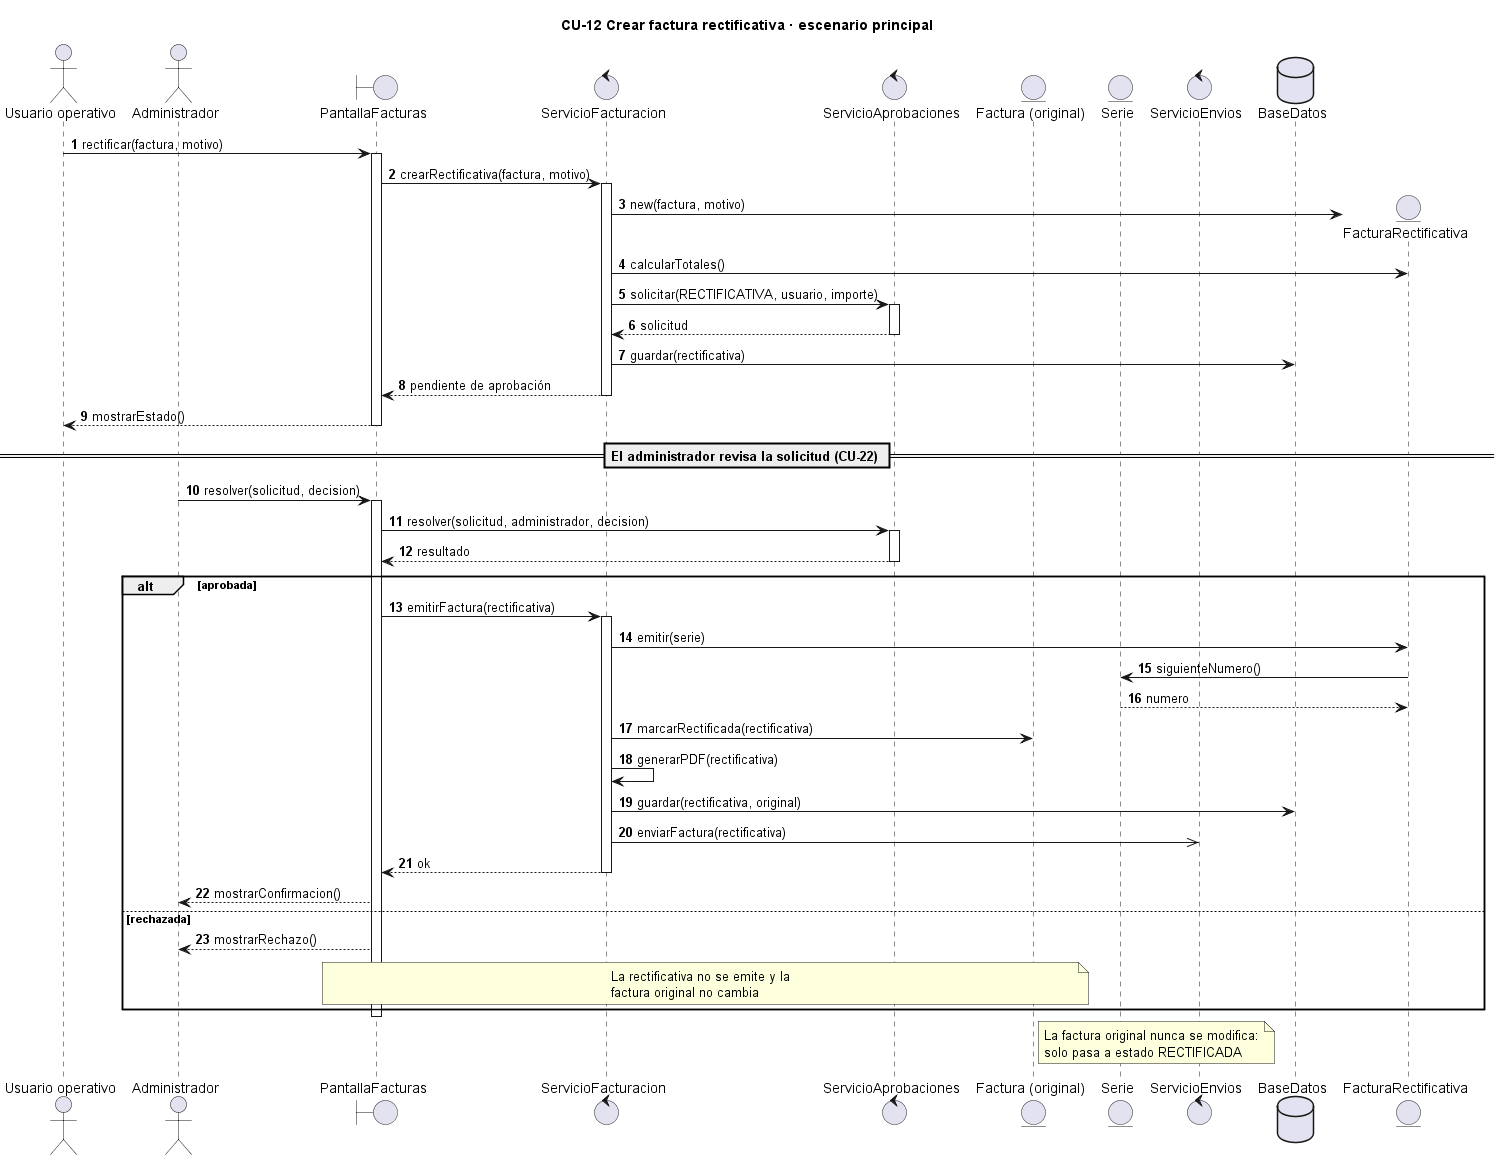 CU-12 Crear factura rectificativa · escenario principal
Usuario operativo
Administrador
PantallaFacturas
ServicioFacturacion
ServicioAprobaciones
Factura (original)
Serie
ServicioEnvios
BaseDatos
1 rectificar(factura, motivo)
2 crearRectificativa(factura, motivo)
3 new(factura, motivo)
FacturaRectificativa
4 calcularTotales()
5 solicitar(RECTIFICATIVA, usuario, importe)
6 solicitud
7 guardar(rectificativa)
8 pendiente de aprobación
9 mostrarEstado()
El administrador revisa la solicitud (CU-22)
10 resolver(solicitud, decision)
11 resolver(solicitud, administrador, decision)
12 resultado
alt [aprobada]
13 emitirFactura(rectificativa)
14 emitir(serie)
15 siguienteNumero()
16 numero
17 marcarRectificada(rectificativa)
18 generarPDF(rectificativa)
19 guardar(rectificativa, original)
20 enviarFactura(rectificativa)
21 ok
22 mostrarConfirmacion()
[rechazada]
23 mostrarRechazo()
La rectificativa no se emite y la
factura original no cambia
La factura original nunca se modifica:
solo pasa a estado RECTIFICADA
Usuario operativo
Administrador
PantallaFacturas
ServicioFacturacion
ServicioAprobaciones
Factura (original)
Serie
ServicioEnvios
BaseDatos
FacturaRectificativa